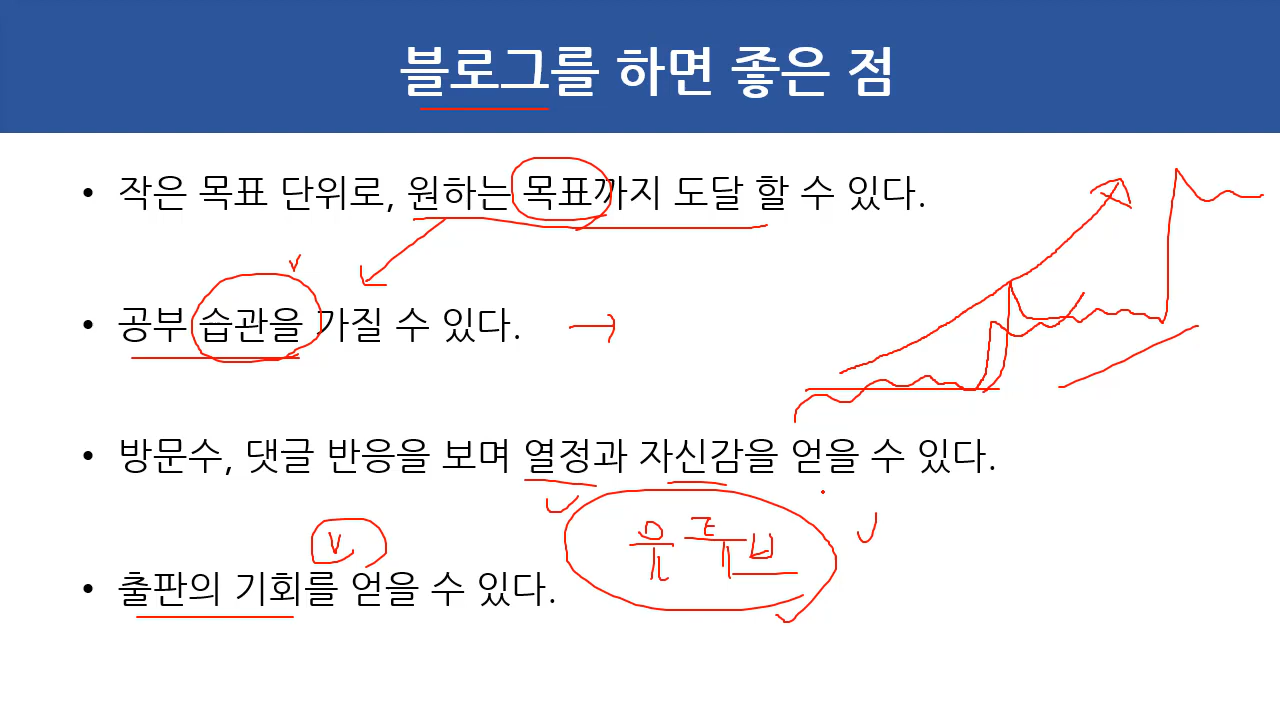 블로그를 하면 좋은 점
• 작은 목표 단위로, 원하는 목표까지 도달 할 수 있다.
• 공부 습관을 가질 수 있다.
• 방문수, 댓글 반응을 보며 열정과 자신감을 얻을 수 있다.
유튜브
• 출판의 기회를 얻을 수 있다.